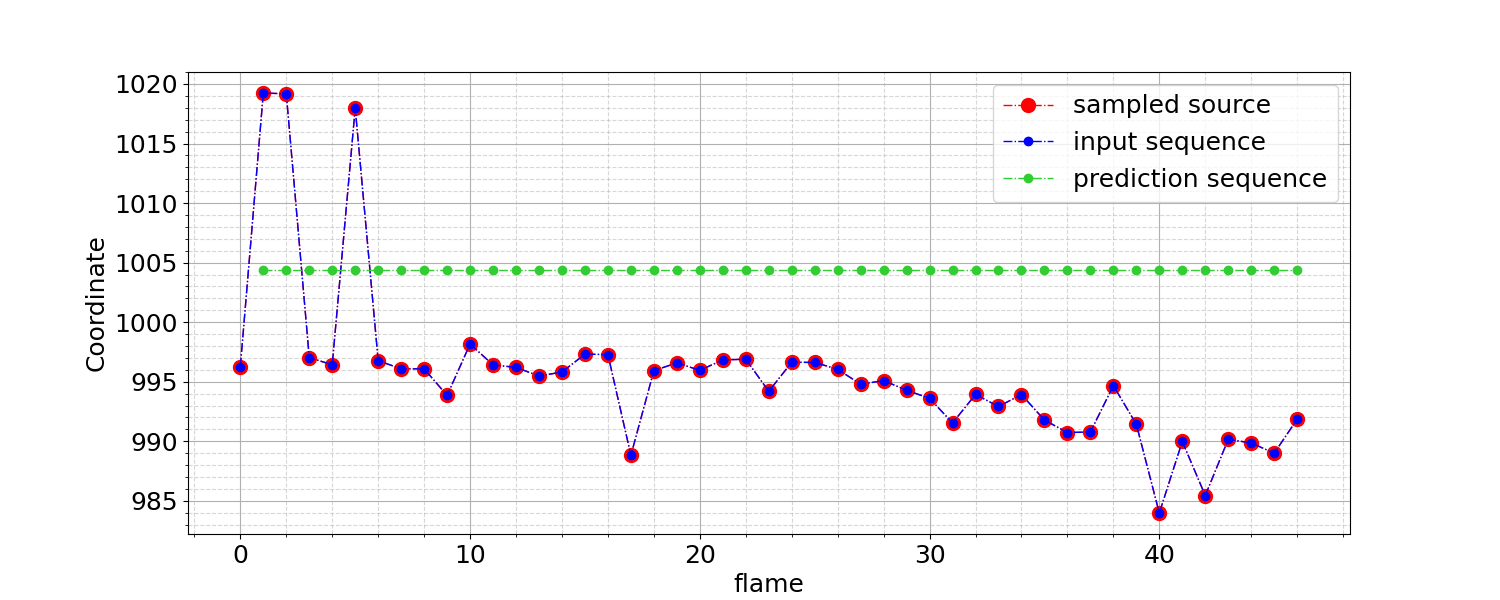 1020
1015
1010
1005
1000
995
990
985
Coordinate
0 10 20 30 40
flame
sampled source
input sequence
prediction sequence